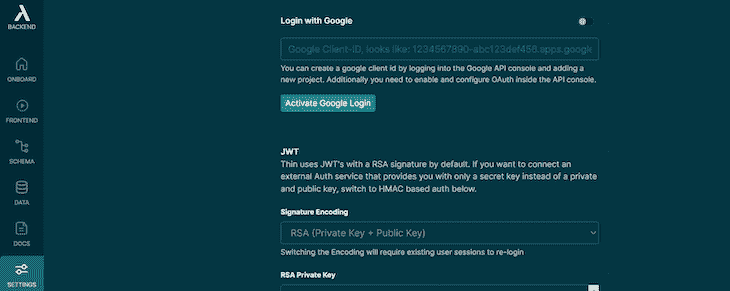 BACKEND
ONBOARD
FRONTEND
SCHEMA
DATA
DOCS
SETTINGS
Login with Google
Google Client-ID, looks like: 1234567890-abc123def456.apps.google
You can create a google client id by logging into the Google API console and adding a
new project. Additionally you need to enable and configure OAuth inside the API console.
Activate Google Login
JWT
Thin uses JWT's with a RSA signature by default. If you want to connect an
external Auth service that provides you with only a secret key instead of a private
and public key, switch to HMAC based auth below.
Signature Encoding
RSA (Private Key + Public Key)
Switching the Encoding will require existing user sessions to re-login
RSA Private Key